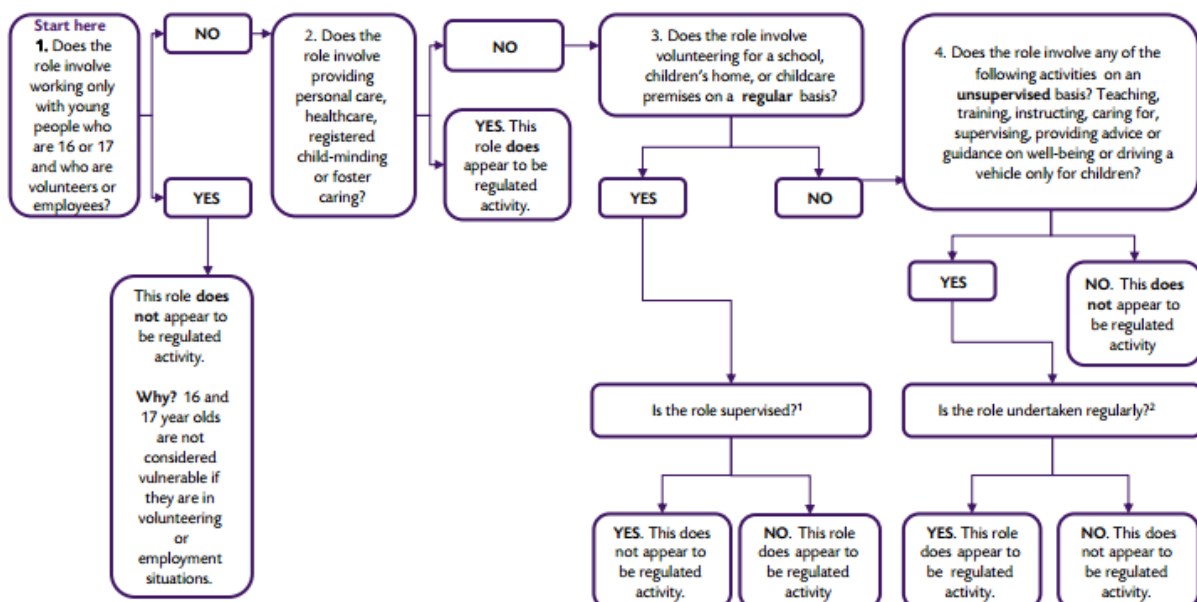 Start here
1. Does the
role involve
working only
with young
people who
are 16 or 17
and who are
volunteers or
employees?
NO
YES
This role does
not appear to
be regulated
activity.
Why? 16 and
17 year olds
are not
considered
vulnerable if
they are in
volunteering
or
employment
situations.
2. Does the
role involve
providing
personal care,
healthcare,
registered
child-minding
or foster
caring?
NO
YES. This
role does
appear to be
regulated
activity.
3. Does the role involve
volunteering for a school,
children's home, or childcare
premises on a regular basis?
YES
NO
Is the role supervised?¹
YES. This does
not appear to
be regulated
activity.
NO. This role
does appear to
be regulated
activity
4. Does the role involve any of the
following activities on an
unsupervised basis? Teaching,
training, instructing, caring for,
supervising, providing advice or
guidance on well-being or driving a
vehicle only for children?
YES
NO. This does
not appear to
be regulated
activity
Is the role undertaken regularly?²
YES. This role
does appear to
be regulated
activity.
NO. This does
not appear to
be regulated
activity.